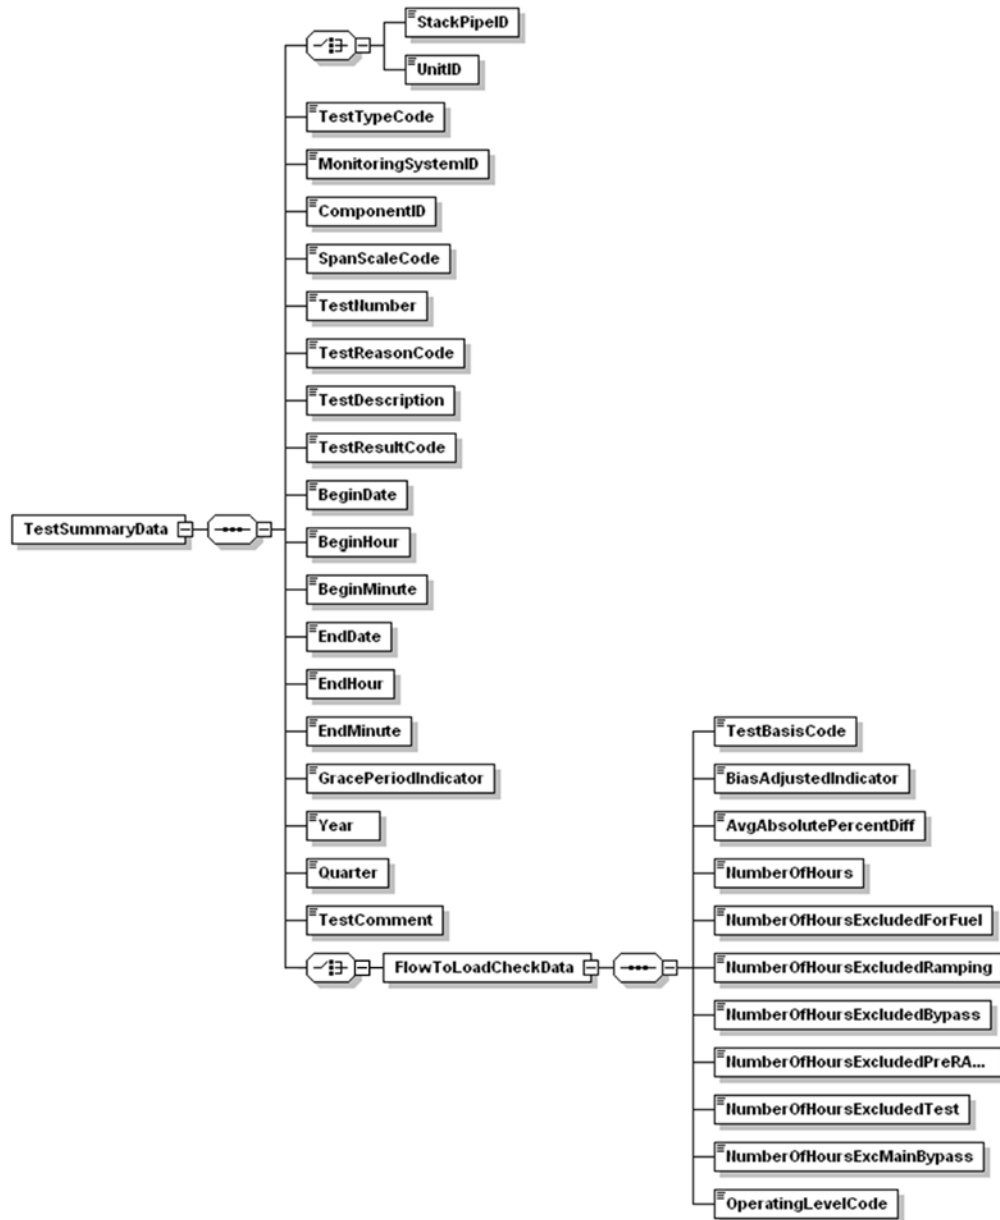 StackPipeID
UnitID
TestTypeCode
MonitoringSystemID
ComponentID
SpanScaleCode
TestNumber
TestReasonCode
TestDescription
TestResultCode
BeginDate
TestSummaryData
BeginHour
BeginMinute
EndDate
EndHour
EndMinute
TestBasisCode
GracePeriodIndicator
BiasAdjustedIndicator
Year
AvgAbsolutePercentDiff
Quarter
NumberOfHours
TestComment
NumberOfHoursExcludedForFuel
FlowToLoadCheckData
NumberOfHoursExcludedRamping
NumberOfHoursExcludedBypass
NumberOfHoursExcludedPreRA...
NumberOfHoursExcludedTest
NumberOfHoursExcMainBypass
OperatingLevelCode